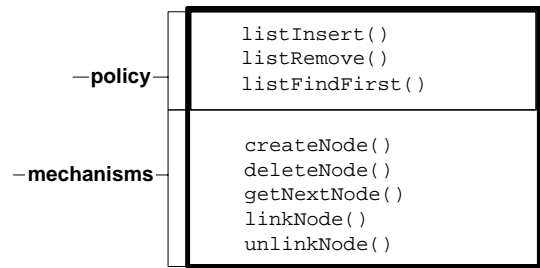 policy
listInsert()
listRemove()
listFindFirst()
mechanisms
createNode()
deleteNode()
getNextNode()
linkNode()
unlinkNode()